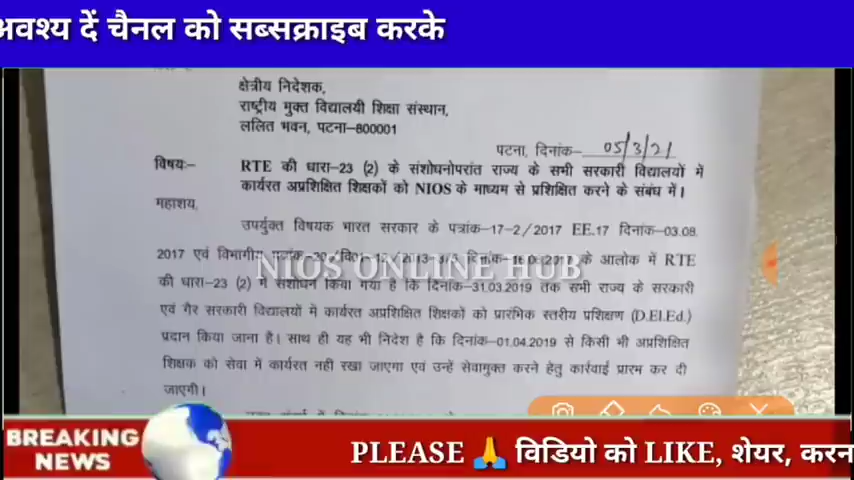 अवश्य दें चैनल को सब्सक्राइब करके
क्षेत्रीय निदेशक,
राष्ट्रीय मुक्त विद्यालयी शिक्षा संस्थान,
ललित भवन, पटना-800001
पटना, दिनांक- 05/3/21
विषय:- RTE की धारा-23 (2) के संशोधनोपरांत राज्य के सभी सरकारी विद्यालयों में
कार्यरत अप्रशिक्षित शिक्षकों को NIOS के माध्यम से प्रशिक्षित करने के संबंध में।
महाशय,
उपर्युक्त विषयक भारत सरकार के पत्रांक-17-2/2017 EE.17 दिनांक-03.08.
2017 एवं विभागीय के आलोक में RTE
NIOS ONLINE HUB
की धारा-23 (2) में संशोधन किया गया है कि दिनांक-31.03.2019 तक सभी राज्य के सरकारी
एवं गैर सरकारी विद्यालयों में कार्यरत अप्रशिक्षित शिक्षकों को प्रारंभिक स्तरीय प्रशिक्षण (D.El.Ed.)
प्रदान किया जाना है। साथ ही यह भी निदेश है कि दिनांक-01.04.2019 से किसी भी अप्रशिक्षित
शिक्षक को सेवा में कार्यरत नही रखा जाएगा एवं उन्हें सेवामुक्त करने हेतु कार्रवाई प्रारम कर दी
जाएगी।
BREAKING
NEWS
PLEASE 🙏 विडियो को LIKE, शेयर, करन